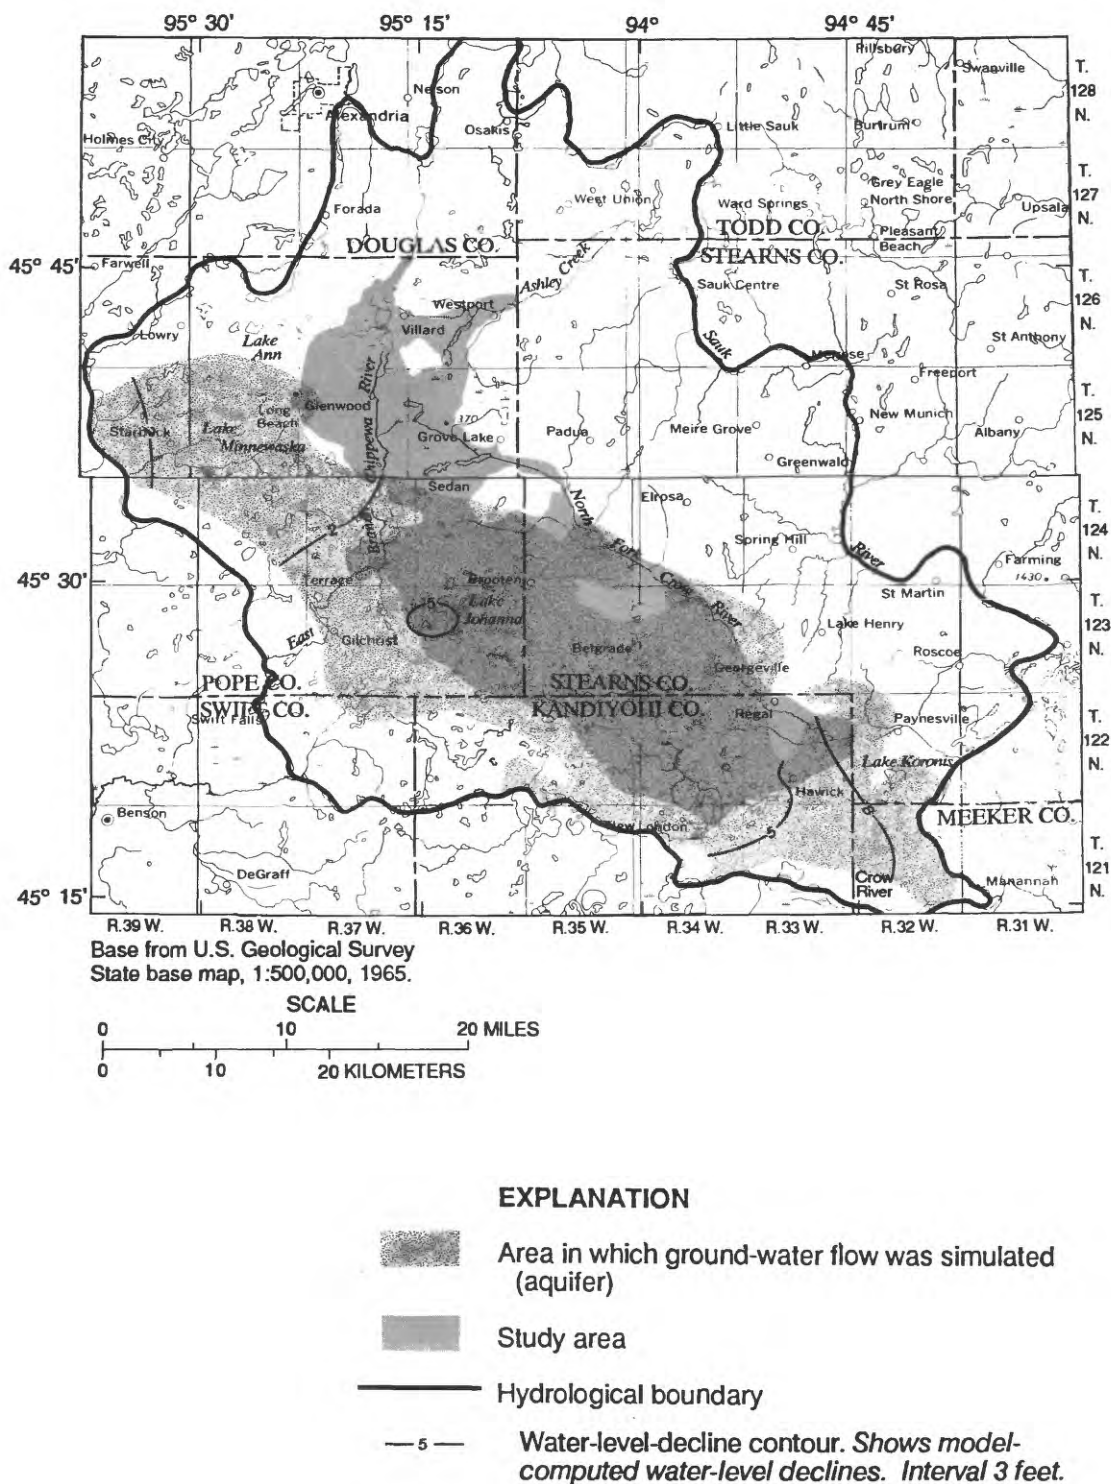 95° 30' 95° 15' 94° 94° 45'
Pillsbury
Swanville
T.
128
N.
Nelson
Alexandria
Osakis
Little Sauk
Burtrum
Holmes City
Grey Eagle
T.
127
N.
West Union
Ward Springs
North Shore
Upsala
Forada
TODD CO.
Pleasant
Beach
DOUGLAS CO.
STEARNS CO.
45° 45'
Farwell
Ashley Creek
Sauk Centre
St Rosa
T.
126
N.
Westport
Villard
Lowry
Lake
Ann
Sauk
St Anthony
Melrose
Freeport
River
T.
125
N.
Long
Beach
Glenwood
Starbuck
Lake
Minnewaska
Chippewa
170
Grove Lake
Padua
Meire Grove
New Munich
Albany
Greenwald
Sedan
North
Elrosa
T.
124
N.
2
Branch
Fork
Spring Hill
River
Farming
1430
45° 30'
Terrace
Brooten
Crow
River
St Martin
T.
123
N.
15
Lake
Johanna
Lake Henry
East
Gilchrist
Belgrade
Georgeville
Roscoe
POPE CO.
STEARNS CO.
SWIFT CO.
KANDIYOHI CO.
Swift Falls
Regal
Paynesville
T.
122
N.
Lake Koronis
Hawick
8
Benson
New London
5
MEEKER CO.
T.
121
N.
DeGraff
Crow
River
Manannah
45° 15'
R.39 W. R.38 W. R.37 W. R.36 W. R.35 W. R.34 W. R.33 W. R.32 W. R.31 W.
Base from U.S. Geological Survey
State base map, 1:500,000, 1965.
SCALE
0 10 20 MILES
0 10 20 KILOMETERS
EXPLANATION
Area in which ground-water flow was simulated
(aquifer)
Study area
Hydrological boundary
5 Water-level-decline contour. Shows model-
computed water-level declines. Interval 3 feet.